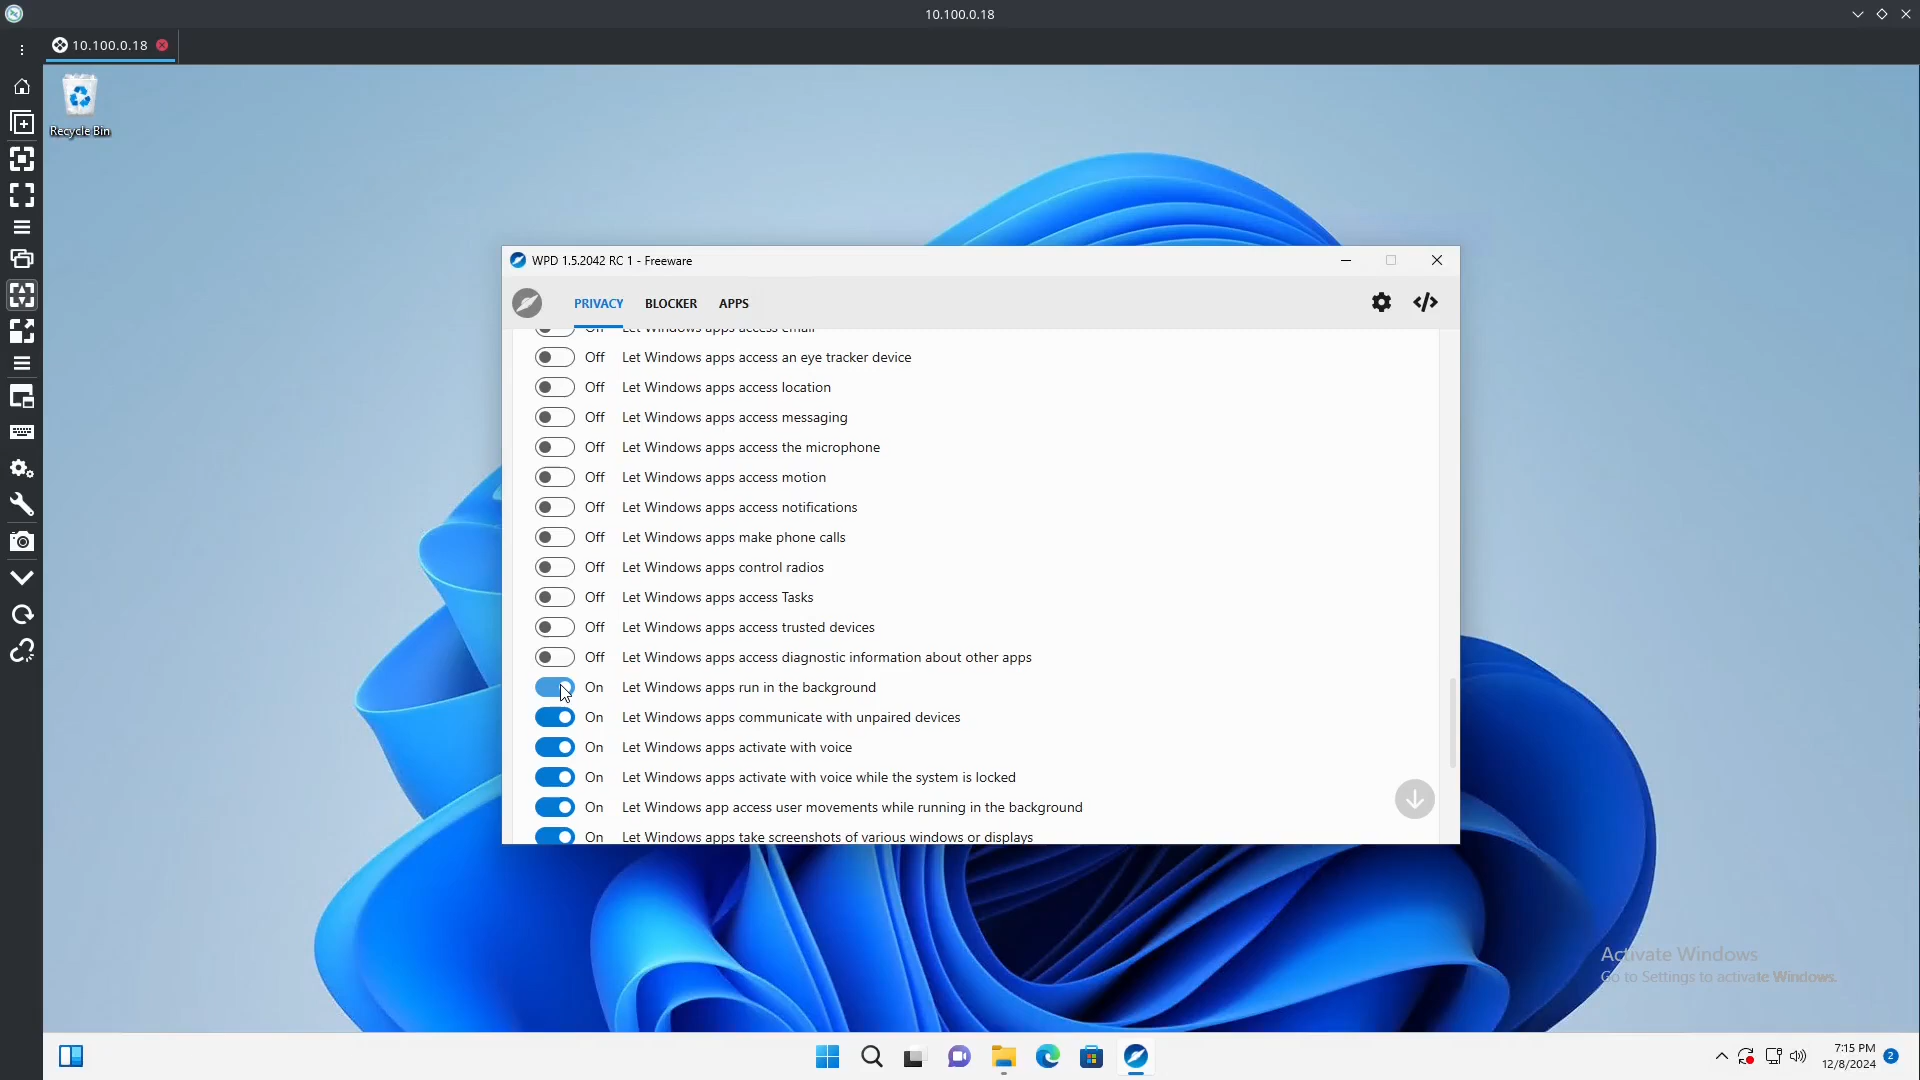 10.100.0.18
10.100.0.18
Recycle Bin
WPD 1.5.2042 RC 1 - Freeware
PRIVACY BLOCKER APPS
Off Let Windows apps access email
Off Let Windows apps access an eye tracker device
Off Let Windows apps access location
Off Let Windows apps access messaging
Off Let Windows apps access the microphone
Off Let Windows apps access motion
Off Let Windows apps access notifications
Off Let Windows apps make phone calls
Off Let Windows apps control radios
Off Let Windows apps access Tasks
Off Let Windows apps access trusted devices
Off Let Windows apps access diagnostic information about other apps
On Let Windows apps run in the background
On Let Windows apps communicate with unpaired devices
On Let Windows apps activate with voice
On Let Windows apps activate with voice while the system is locked
On Let Windows app access user movements while running in the background
On Let Windows apps take screenshots of various windows or displays
Activate Windows
Go to Settings to activate Windows.
7:15 PM
12/8/2024
2